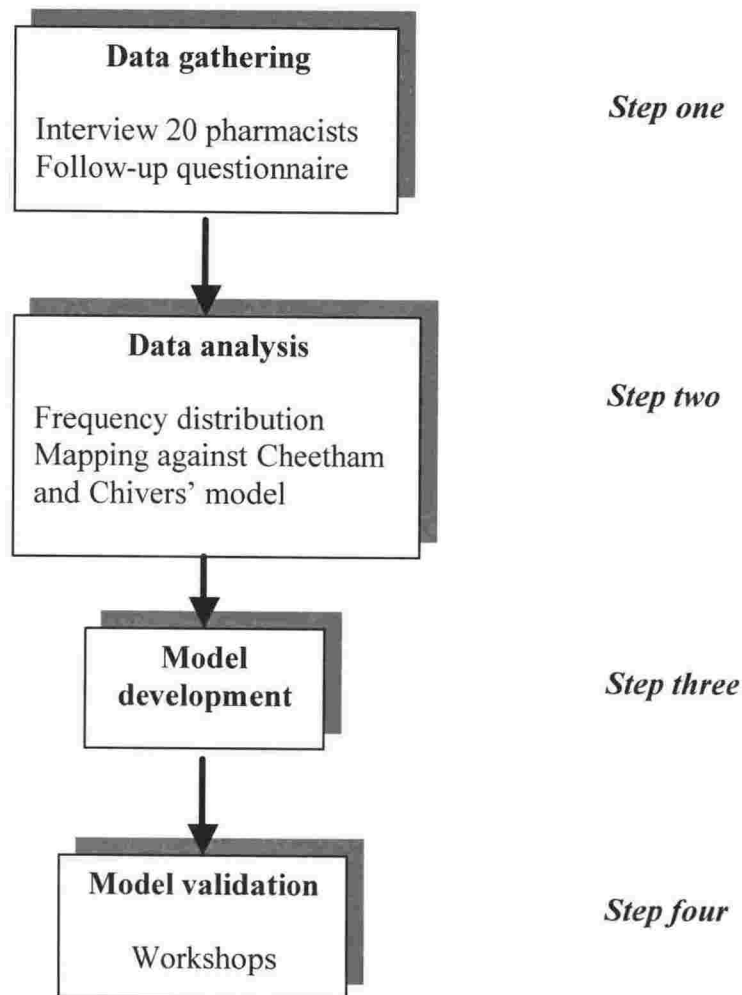 Data gathering
Interview 20 pharmacists
Follow-up questionnaire
Step one
Data analysis
Frequency distribution
Mapping against Cheetham
and Chivers’ model
Step two
Model
development
Step three
Model validation
Workshops
Step four